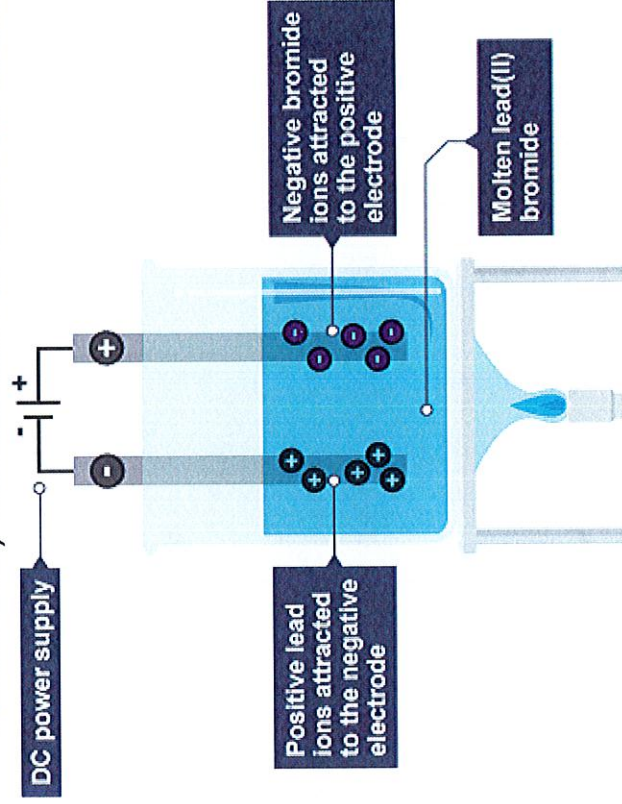 DC power supply
- +
- +
Positive lead
ions attracted
to the negative
electrode
Negative bromide
ions attracted
to the positive
electrode
+
+
+
+
+
-
-
-
-
-
Molten lead(II)
bromide